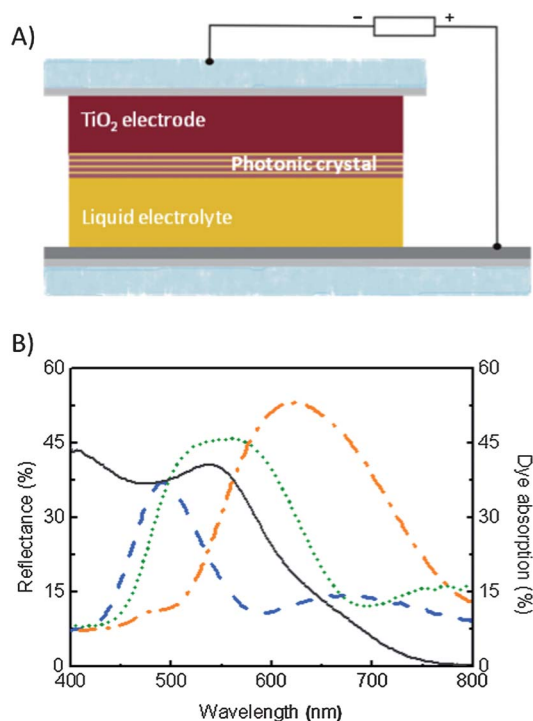 A)
− +
TiO₂ electrode
Photonic crystal
Liquid electrolyte
B)
60 60
45 45
30 30
15 15
0 0
400 500 600 700 800
Reflectance (%)
Dye absorption (%)
Wavelength (nm)